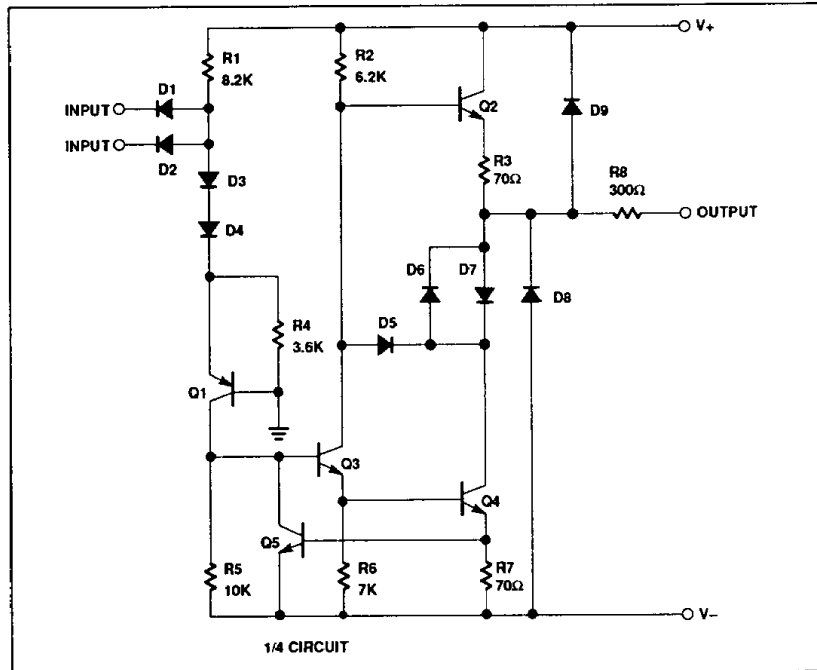 V+
R1
8.2K
R2
6.2K
D1
INPUT
Q2
D9
INPUT
D2
R3
70Ω
D3
R8
300Ω
OUTPUT
D4
D6
D7
D8
R4
3.6K
D5
Q1
Q3
Q4
Q5
R5
10K
R6
7K
R7
70Ω
V–
1/4 CIRCUIT